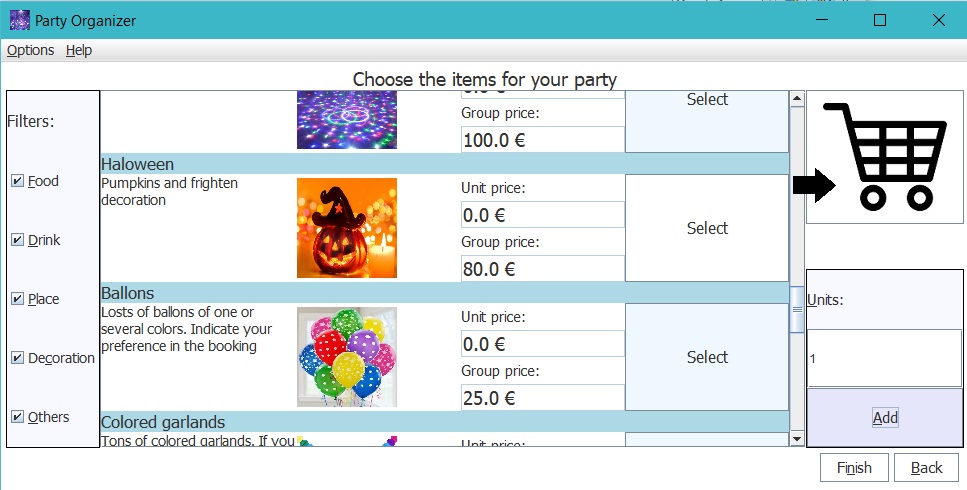 Party Organizer
Options Help
Choose the items for your party
Filters:
Food
Drink
Place
Decoration
Others
Select
Group price:
100.0 €
Haloween
Pumpkins and frighten
decoration
Unit price:
0.0 €
Group price:
80.0 €
Select
Ballons
Losts of ballons of one or
several colors. Indicate your
preference in the booking
Unit price:
0.0 €
Group price:
25.0 €
Select
Colored garlands
Tons of colored garlands. If you
Unit price:
Units:
1
Add
Finish Back